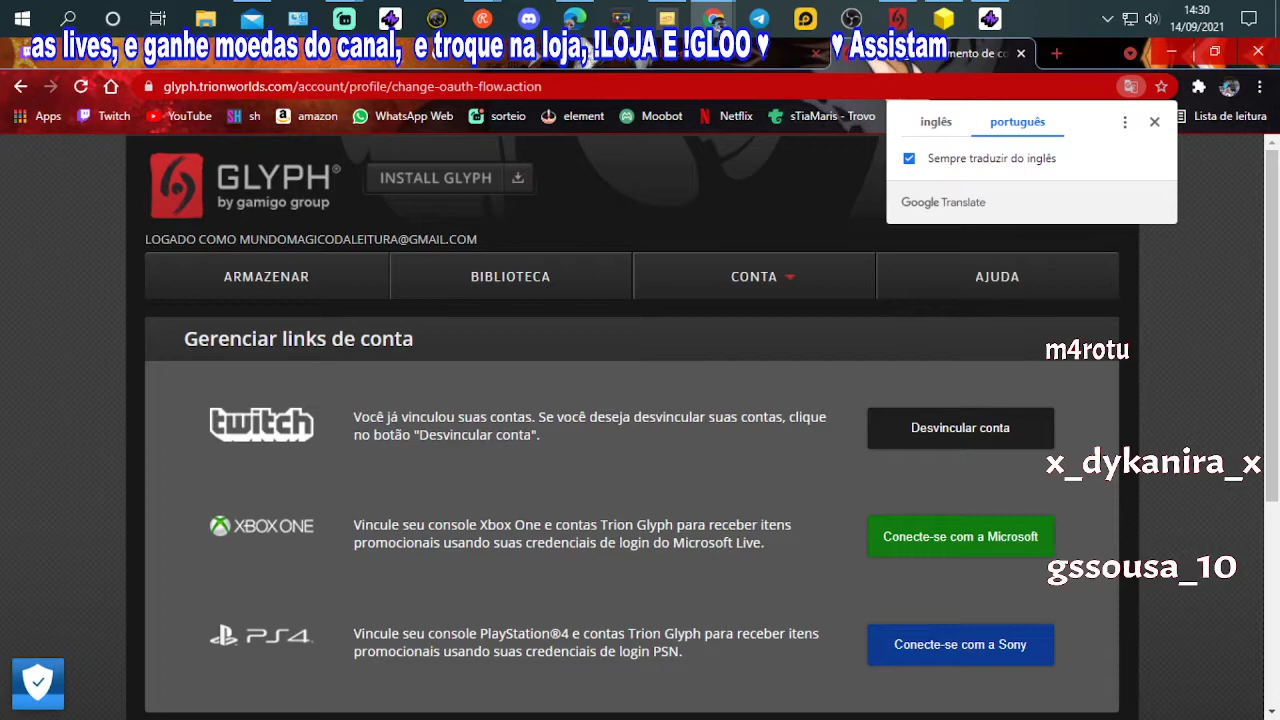 14:30
14/09/2021
.as lives, e ganhe moedas do canal, e troque na loja, !LOJA E !GLOO ♥ ♥ Assistam
mento de co
glyph.trionworlds.com/account/profile/change-oauth-flow.action
Apps Twitch YouTube sh amazon WhatsApp Web sorteio element Moobot Netflix sTiaMaris - Trovo Lista de leitura
inglês português
Sempre traduzir do inglês
Google Translate
GLYPH®
by gamigo group
INSTALL GLYPH
LOGADO COMO MUNDOMAGICODALEITURA@GMAIL.COM
ARMAZENAR BIBLIOTECA CONTA AJUDA
Gerenciar links de conta
m4rotu
twitch
Você já vinculou suas contas. Se você deseja desvincular suas contas, clique
no botão "Desvincular conta".
Desvincular conta
x_dykanira_x
XBOX ONE
Vincule seu console Xbox One e contas Trion Glyph para receber itens
promocionais usando suas credenciais de login do Microsoft Live.
Conecte-se com a Microsoft
gssousa_10
PS4
Vincule seu console PlayStation®4 e contas Trion Glyph para receber itens
promocionais usando suas credenciais de login PSN.
Conecte-se com a Sony